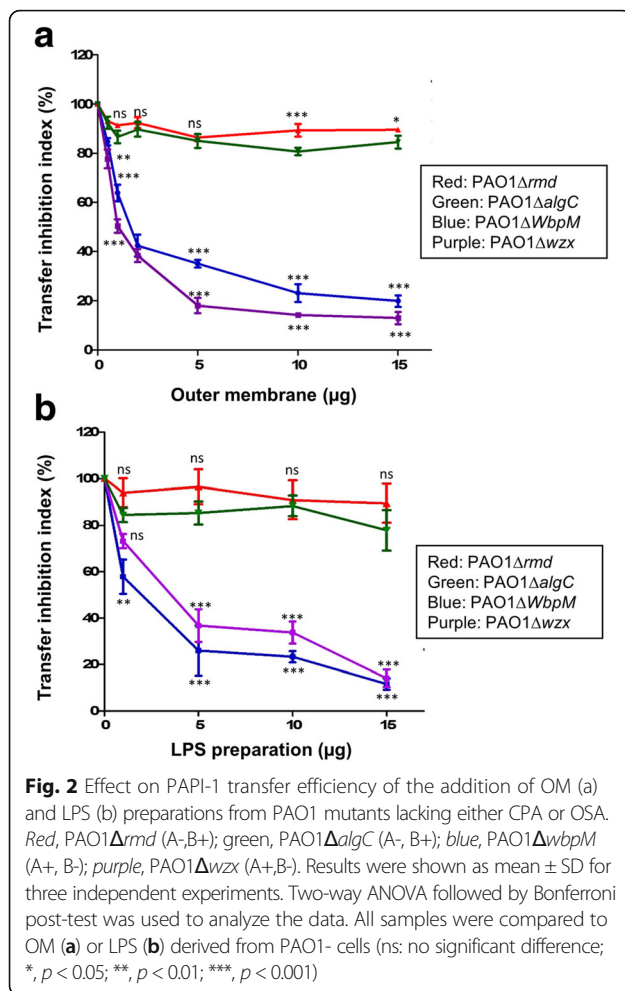 a
120
100
80
60
40
20
0
Transfer inhibition index (%)
ns
ns
ns
***
*
**
***
***
***
***
***
***
***
***
0
5
10
15
Outer membrane (µg)
Red: PAO1Δrmd
Green: PAO1ΔalgC
Blue: PAO1ΔWbpM
Purple: PAO1Δwzx
b
120
100
80
60
40
20
0
Transfer inhibition index (%)
ns
ns
ns
ns
ns
**
***
***
***
***
***
***
0
5
10
15
LPS preparation (µg)
Red: PAO1Δrmd
Green: PAO1ΔalgC
Blue: PAO1ΔWbpM
Purple: PAO1Δwzx
Fig. 2 Effect on PAPI-1 transfer efficiency of the addition of OM (a)
and LPS (b) preparations from PAO1 mutants lacking either CPA or OSA.
Red, PAO1Δrmd (A-,B+); green, PAO1ΔalgC (A-, B+); blue, PAO1ΔwbpM
(A+, B-); purple, PAO1Δwzx (A+,B-). Results were shown as mean ± SD for
three independent experiments. Two-way ANOVA followed by Bonferroni
post-test was used to analyze the data. All samples were compared to
OM (a) or LPS (b) derived from PAO1- cells (ns: no significant difference;
*, p < 0.05; **, p < 0.01; ***, p < 0.001)